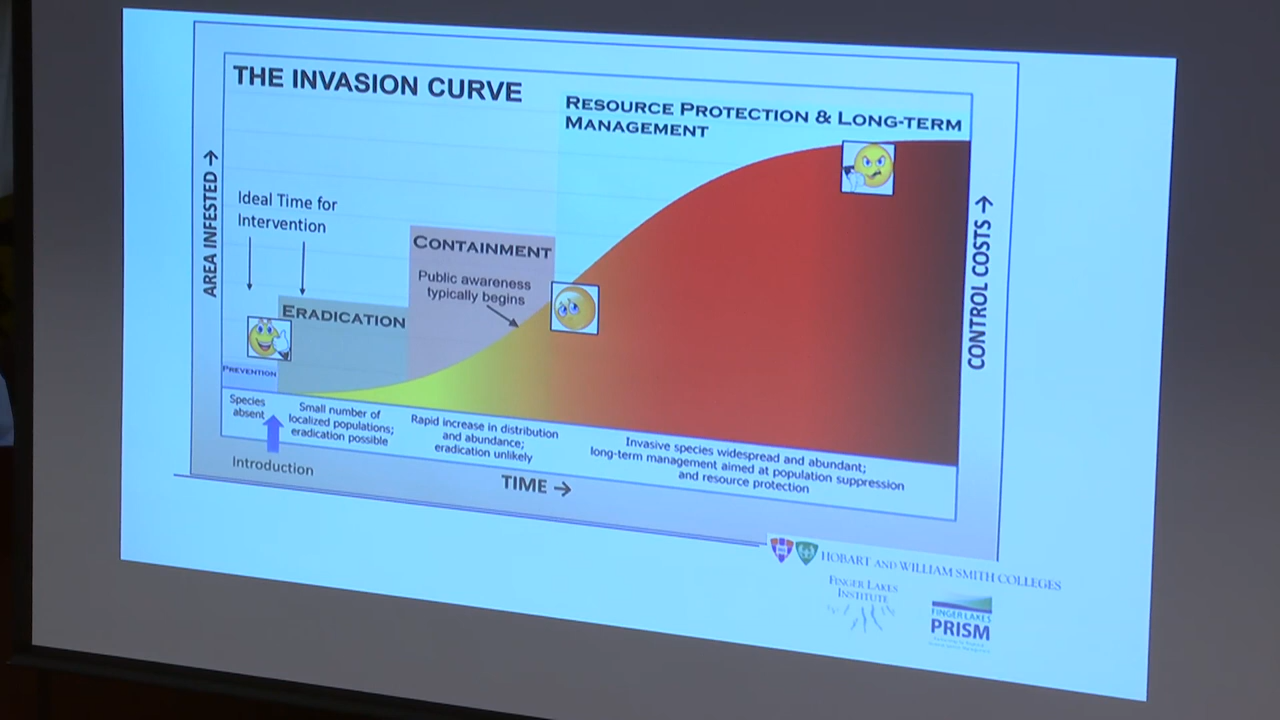 THE INVASION CURVE
RESOURCE PROTECTION & LONG-TERM
MANAGEMENT
AREA INFESTED →
Ideal Time for
Intervention
CONTAINMENT
Public awareness
typically begins
ERADICATION
PREVENTION
CONTROL COSTS →
Species
absent
Small number of
localized populations;
eradication possible
Rapid increase in distribution
and abundance;
eradication unlikely
Invasive species widespread and abundant;
long-term management aimed at population suppression
and resource protection
Introduction
TIME →
HOBART AND WILLIAM SMITH COLLEGES
FINGER LAKES
INSTITUTE
FINGER LAKES
PRISM